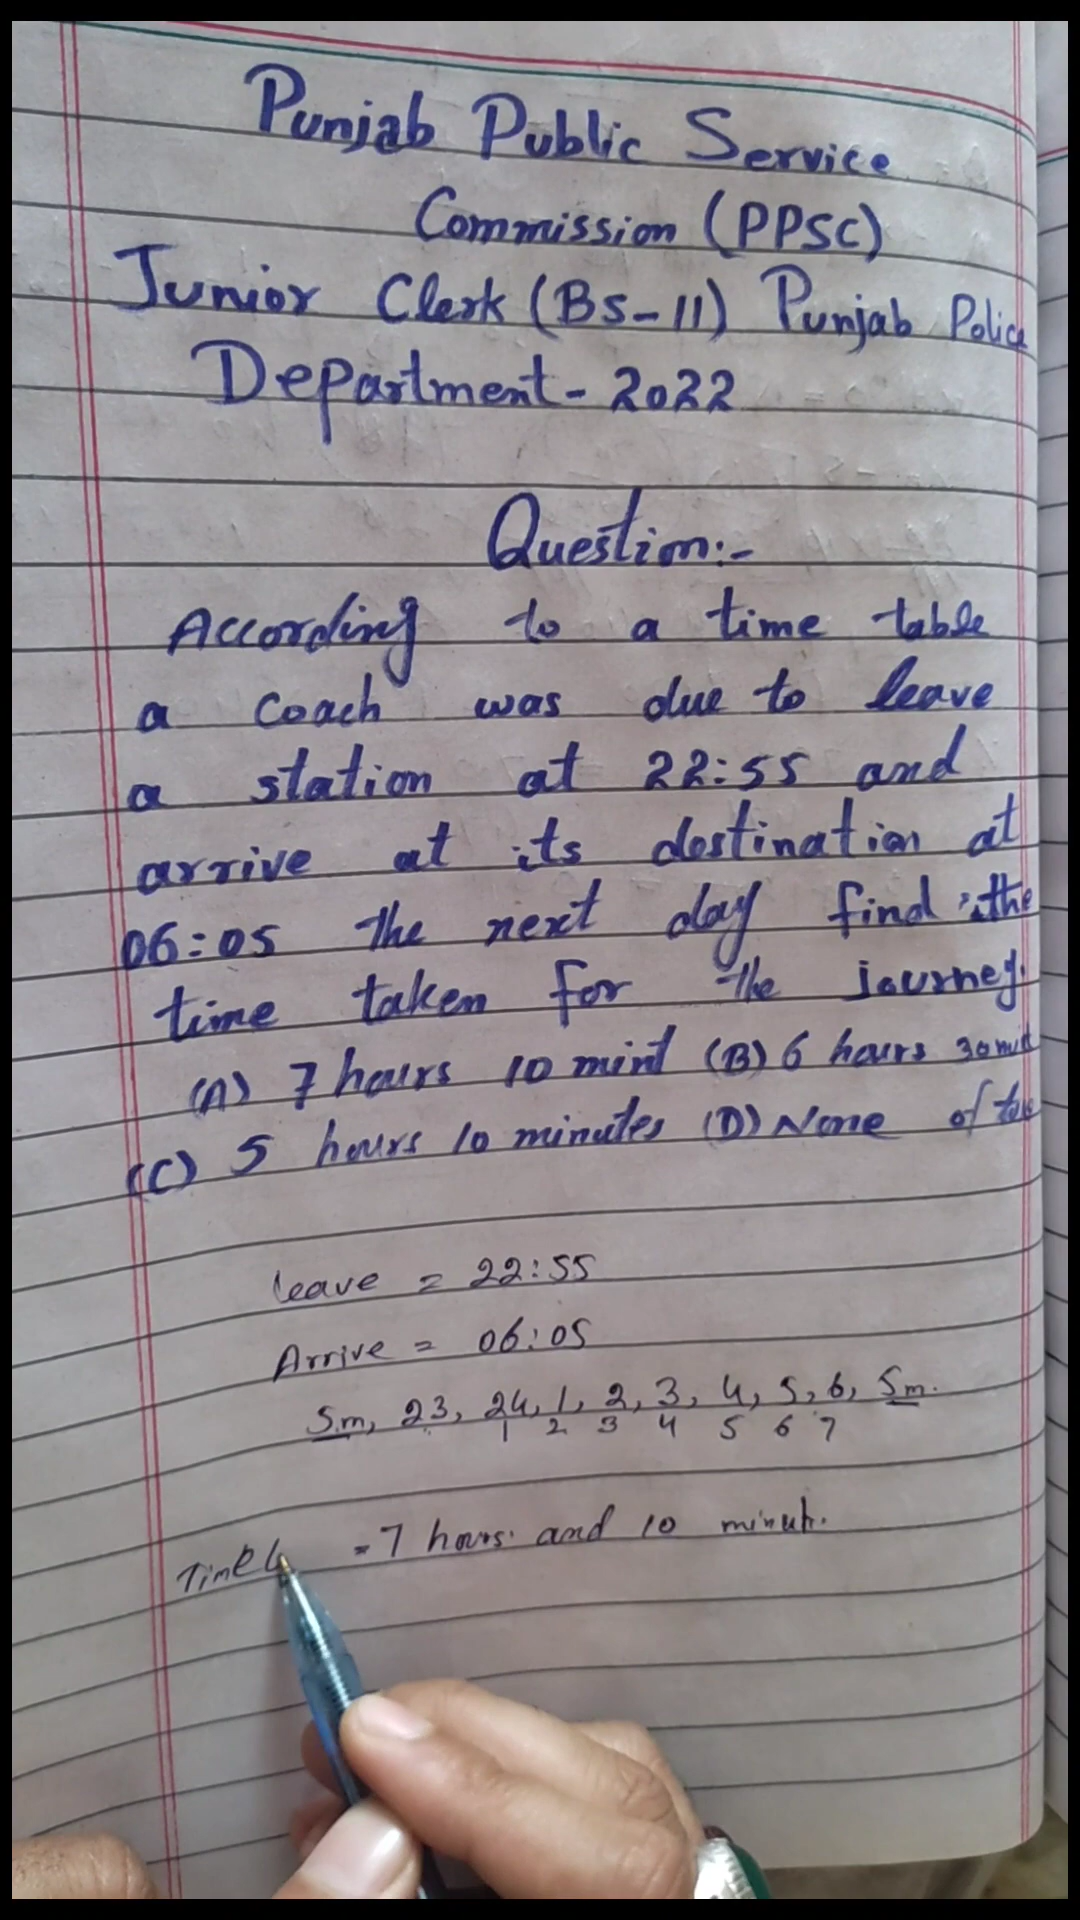 Punjab Public Service
Commission (PPSC)
Junior Clerk (BS-11) Punjab Police
Department - 2022
Question:-
According to a time table
a coach was due to leave
a station at 22:55 and
arrive at its destination at
06:05 the next day find the
time taken for the journey.
(A) 7 hours 10 mint (B) 6 hours 30 mint
(C) 5 hours 10 minutes (D) None of
leave = 22:55
Arrive = 06:05
5m, 23, 24, 1, 2, 3, 4, 5, 6, 5m.
1 2 3 4 5 6 7
Time = 7 hours. and 10 minut.